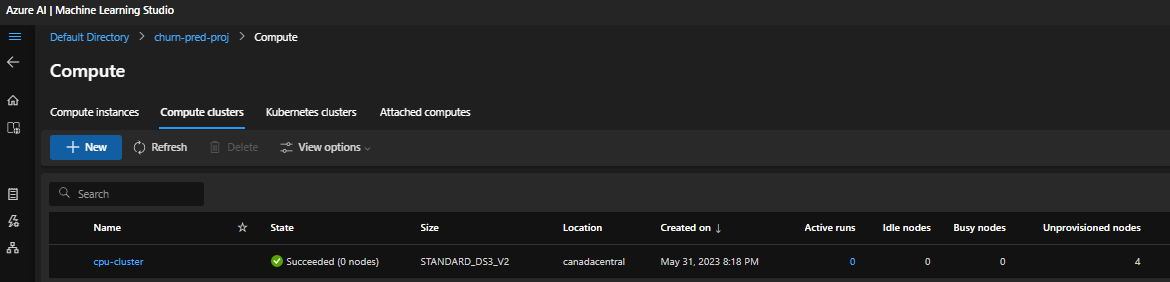 Azure AI | Machine Learning Studio
Default Directory > churn-pred-proj > Compute
Compute
Compute instances Compute clusters Kubernetes clusters Attached computes
+ New Refresh Delete View options
Search
Name State Size Location Created on ↓ Active runs Idle nodes Busy nodes Unprovisioned nodes
cpu-cluster Succeeded (0 nodes) STANDARD_DS3_V2 canadacentral May 31, 2023 8:18 PM 0 0 0 4